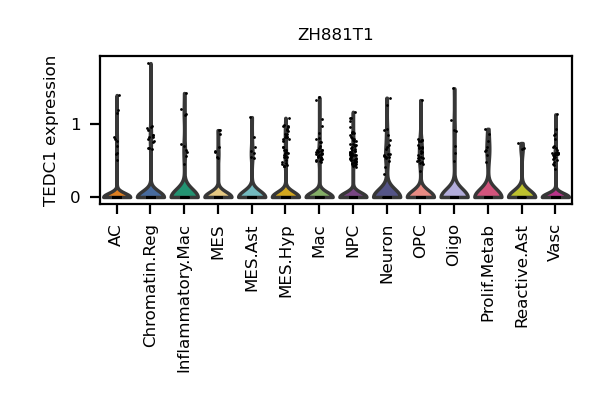 ZH881T1
TEDC1 expression
1
0
AC
Chromatin.Reg
Inflammatory.Mac
MES
MES.Ast
MES.Hyp
Mac
NPC
Neuron
OPC
Oligo
Prolif.Metab
Reactive.Ast
Vasc